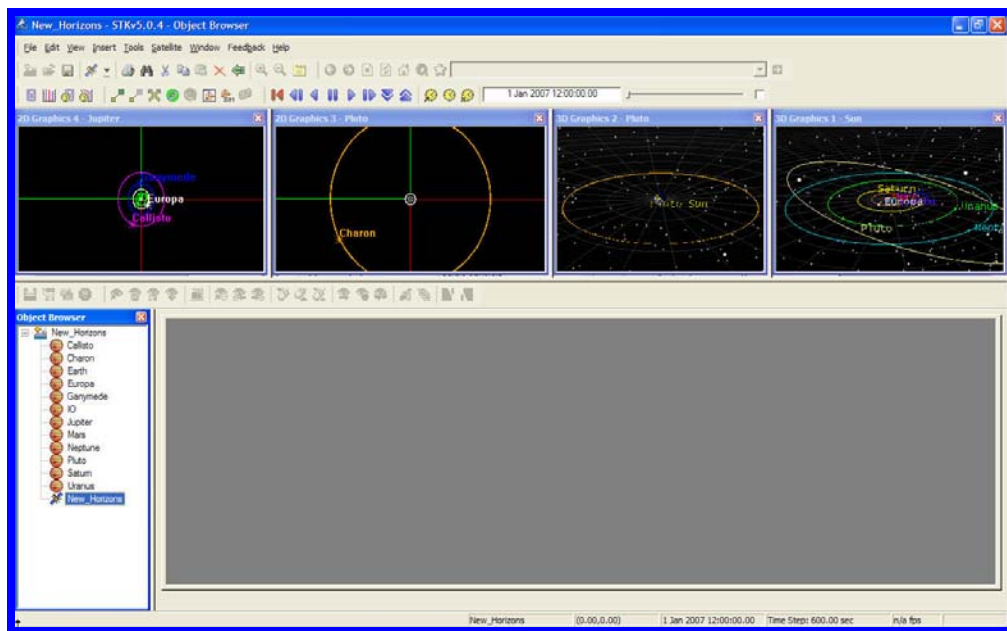 New_Horizons - STKv5.0.4 - Object Browser
File Edit View Insert Tools Satellite Window Feedback Help
1 Jan 2007 12:00:00.00
2D Graphics 4 - Jupiter
2D Graphics 3 - Pluto
3D Graphics 2 - Pluto
3D Graphics 1 - Sun
Ganymede
Europa
Callisto
Charon
Pluto Sun
Saturn
Europa
Uranus
Pluto
Object Browser
New_Horizons
Callisto
Charon
Earth
Europa
Ganymede
IO
Jupiter
Mars
Neptune
Pluto
Saturn
Uranus
New_Horizons
New_Horizons (0.00,0.00) 1 Jan 2007 12:00:00.00 Time Step: 600.00 sec n/a fps